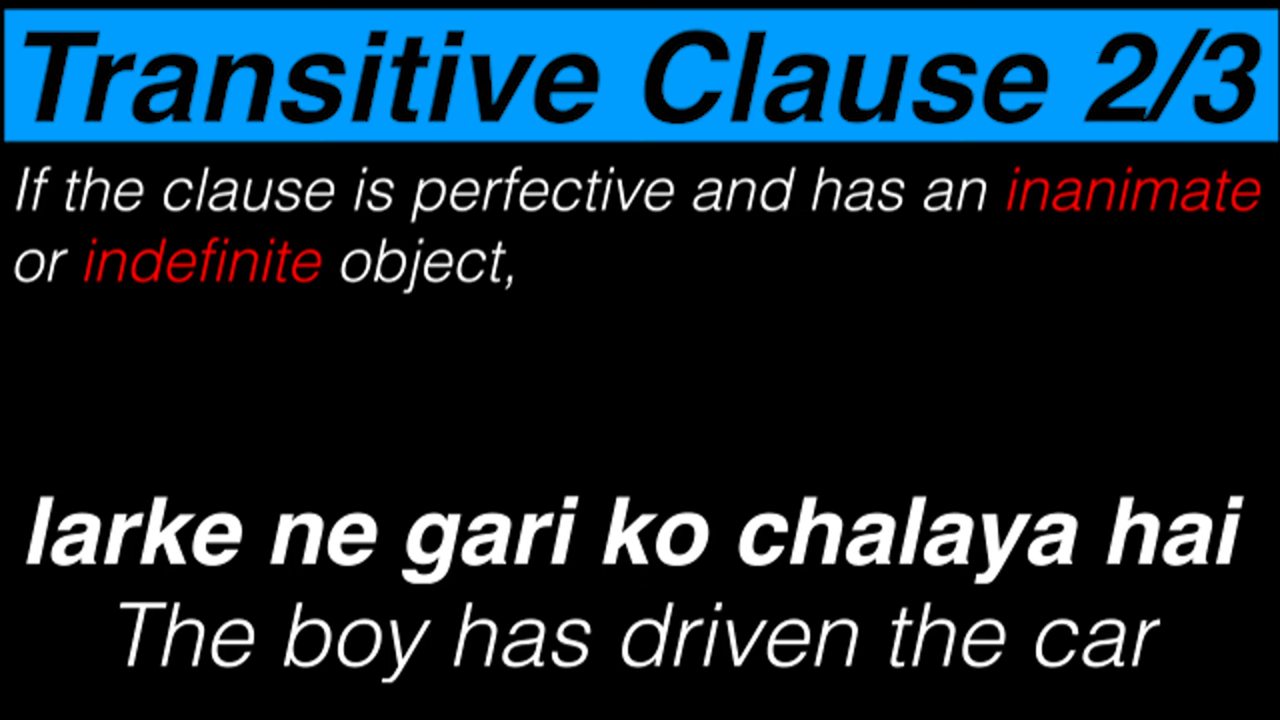 Transitive Clause 2/3
If the clause is perfective and has an inanimate
or indefinite object,
larke ne gari ko chalaya hai
The boy has driven the car